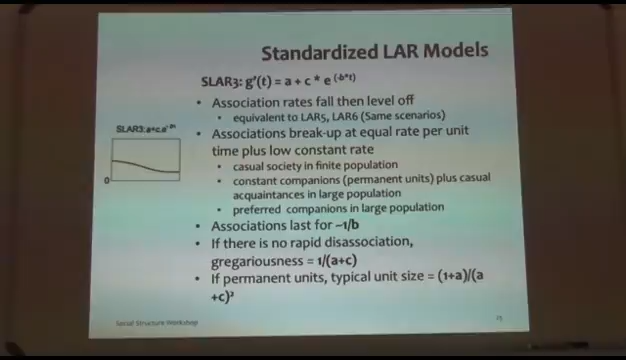 Standardized LAR Models
SLAR3: g'(t) = a + c * e (-b*t)
• Association rates fall then level off
• equivalent to LAR5, LAR6 (Same scenarios)
• Associations break-up at equal rate per unit
time plus low constant rate
• casual society in finite population
• constant companions (permanent units) plus casual
acquaintances in large population
• preferred companions in large population
• Associations last for ~1/b
• If there is no rapid disassociation,
gregariousness = 1/(a+c)
• If permanent units, typical unit size = (1+a)/(a
+c)²
SLAR3:
0
Social Structure Workshop